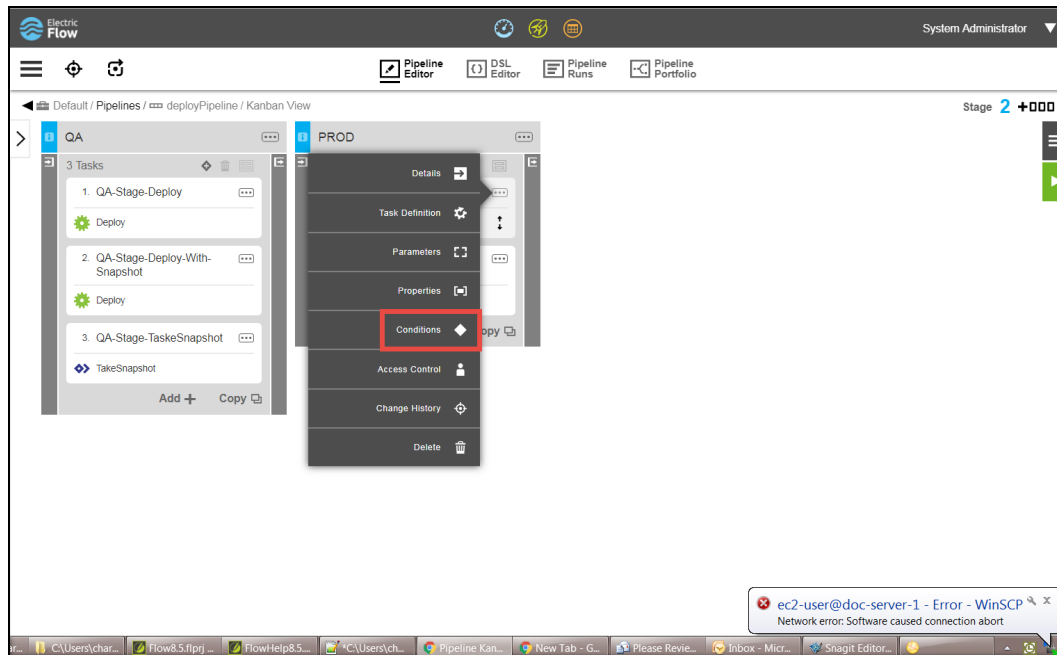 Electric
Flow
System Administrator
Pipeline
Editor
DSL
Editor
Pipeline
Runs
Pipeline
Portfolio
Default / Pipelines / deployPipeline / Kanban View
Stage 2
QA
3 Tasks
1. QA-Stage-Deploy
Deploy
2. QA-Stage-Deploy-With-
Snapshot
Deploy
3. QA-Stage-TaskeSnapshot
TakeSnapshot
Add
Copy
PROD
Details
Task Definition
Parameters
Properties
Conditions
opy
Access Control
Change History
Delete
ec2-user@doc-server-1 - Error - WinSCP
Network error: Software caused connection abort
C:\Users\char...
Flow8.5.flprj ...
FlowHelp8.5....
*C:\Users\ch...
Pipeline Kan...
New Tab - G...
Please Revie...
Inbox - Micr...
Snagit Editor...